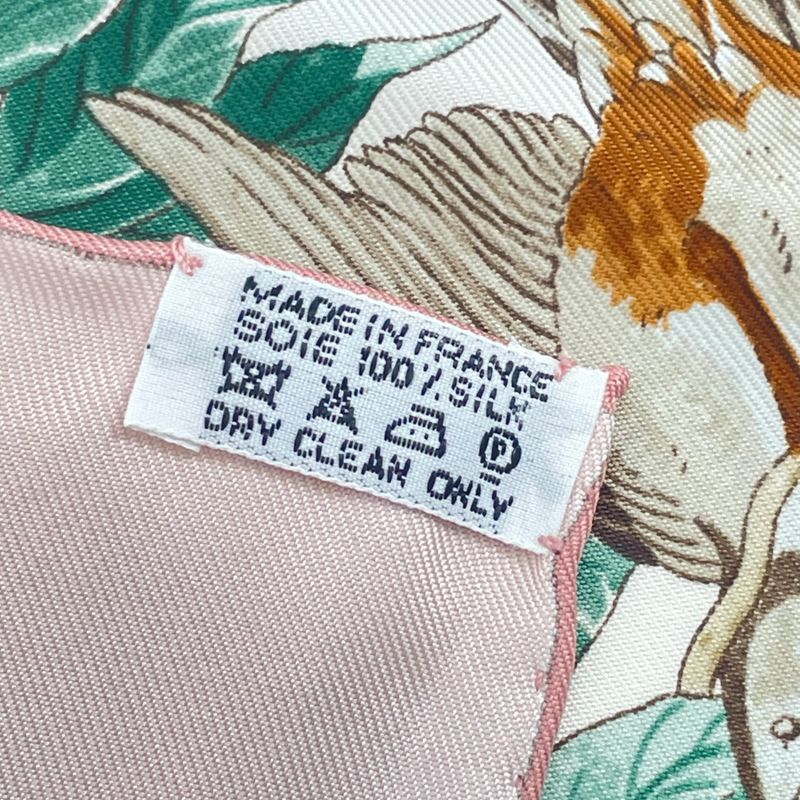 MADE IN FRANCE
SOIE 100% SILK
P
DRY CLEAN ONLY